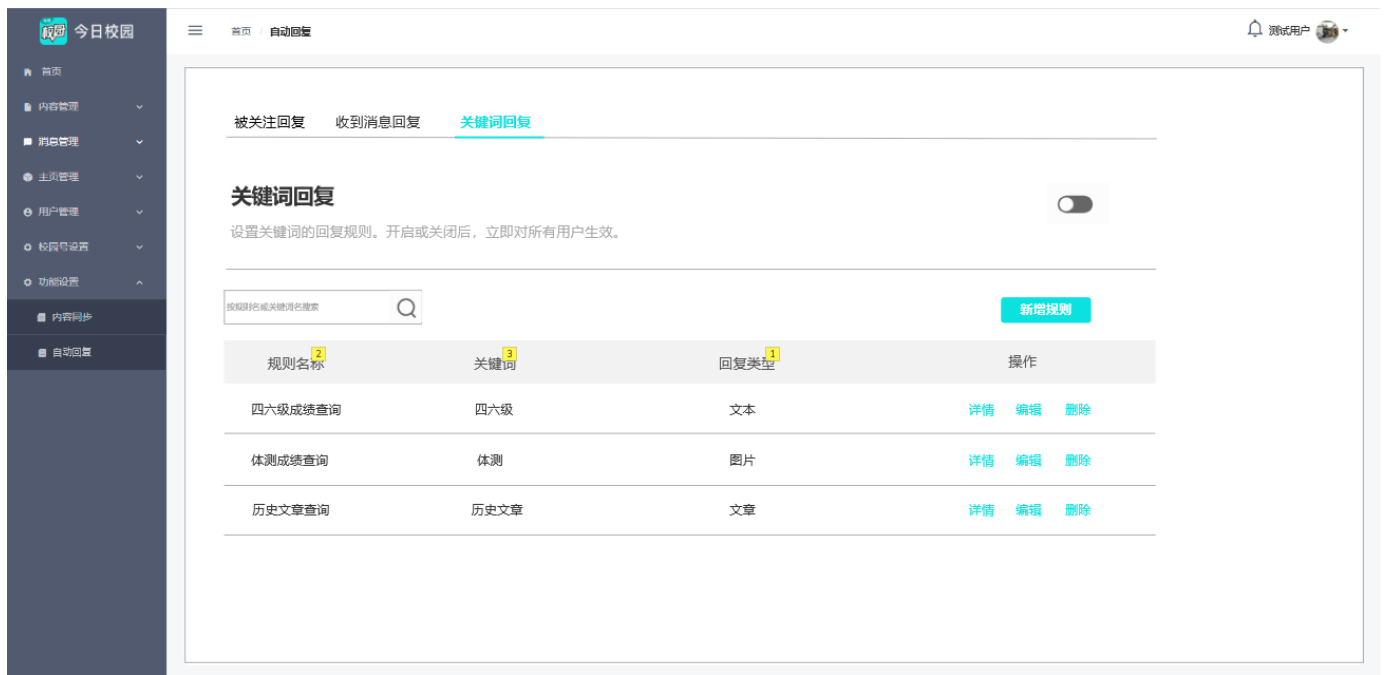 校园 今日校园
首页 / 自动回复
测试用户
首页
内容管理
消息管理
主页管理
用户管理
校园号设置
功能设置
内容同步
自动回复
被关注回复 收到消息回复 关键词回复
关键词回复
设置关键词的回复规则。开启或关闭后，立即对所有用户生效。
按规则名或关键词名搜索
新增规则
规则名称 2 关键词 3 回复类型 1 操作
四六级成绩查询 四六级 文本 详情 编辑 删除
体测成绩查询 体测 图片 详情 编辑 删除
历史文章查询 历史文章 文章 详情 编辑 删除